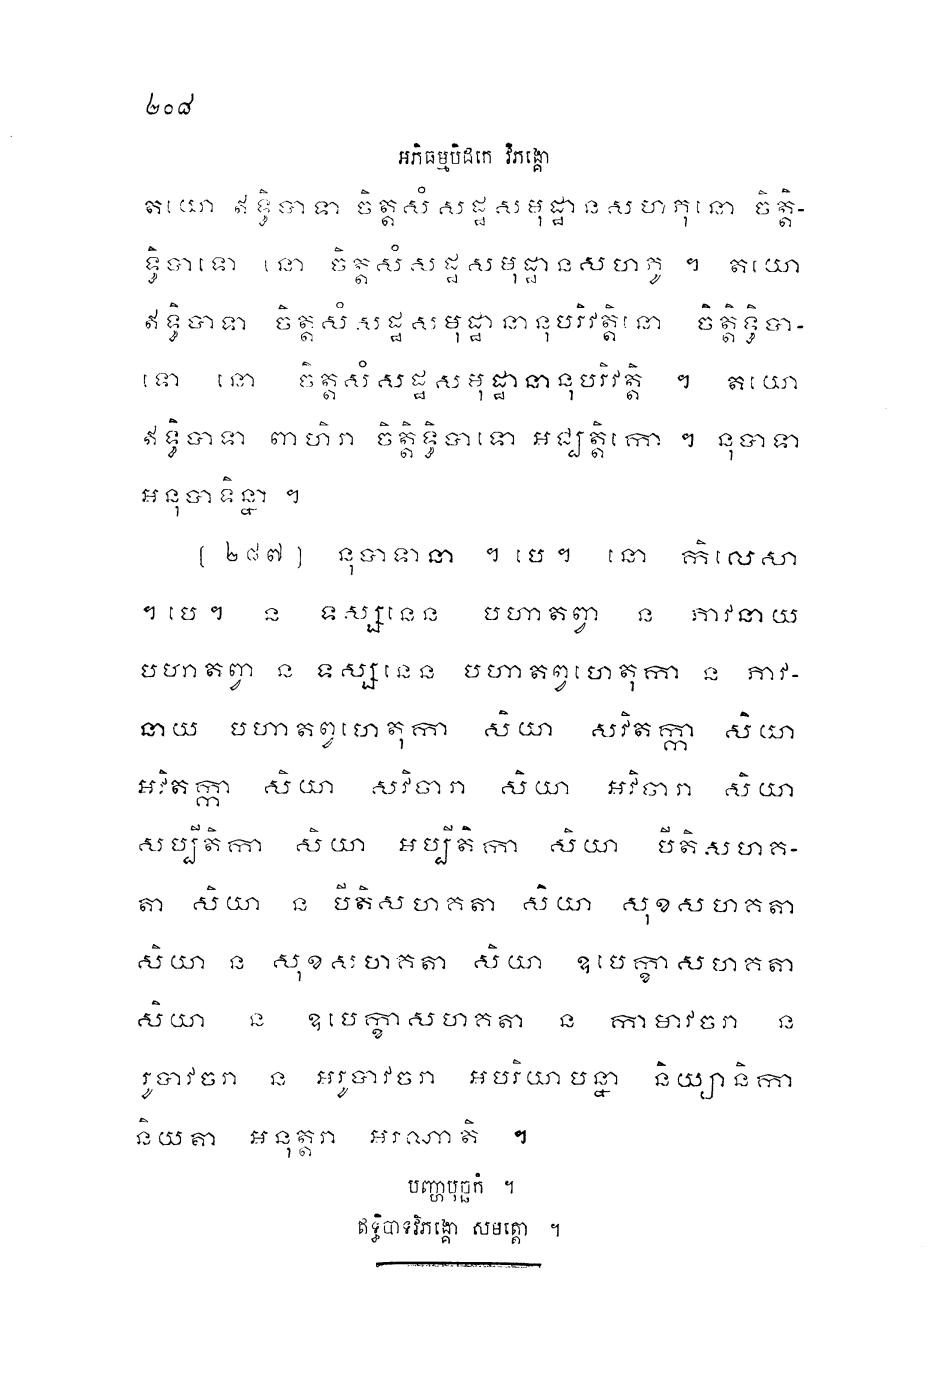 ២០៨
អភិធម្មបិដកេ វិភង្គោ
តយោ ឥទ្ធិបាទា ចិត្តសំសដ្ឋសមុដ្ឋានសហភុនោ ចិត្តិ-
ទ្ធិបាទោ នោ ចិត្តសំសដ្ឋសមុដ្ឋានសហភូ ។ តយោ
ឥទ្ធិបាទា ចិត្តសំសដ្ឋសមុដ្ឋានានុបរិវត្តិនោ ចិត្តិទ្ធិបា-
ទោ នោ ចិត្តសំសដ្ឋសមុដ្ឋានានុបរិវត្តិ ។ តយោ
ឥទ្ធិបាទា ពាហិរា ចិត្តិទ្ធិបាទោ អជ្ឈត្តិកោ ។ នុបាទា
អនុបាទិន្នា ។
[ ២៨៧ ] នុបាទានា ។ បេ ។ នោ កិលេសា
។ បេ ។ ន ទស្សនេន បហាតព្វា ន ភាវនាយ
បហាតព្វា ន ទស្សនេន បហាតព្វហេតុកា ន ភាវ-
នាយ បហាតព្វហេតុកា សិយា សវិតក្កា សិយា
អវិតក្កា សិយា សវិចារា សិយា អវិចារា សិយា
សប្បីតិកា សិយា អប្បីតិកា សិយា បីតិសហគ-
តា សិយា ន បីតិសហគតា សិយា សុខសហគតា
សិយា ន សុខសហគតា សិយា ឧបេក្ខាសហគតា
សិយា ន ឧបេក្ខាសហគតា ន កាមាវចរា ន
រូបាវចរា ន អរូបាវចរា អបរិយាបន្នា និយ្យានិកា
និយតា អនុត្តរា អរណាតិ ។
បញ្ហាបុច្ឆកំ ។
ឥទ្ធិបាទវិភង្គោ សមត្តោ ។